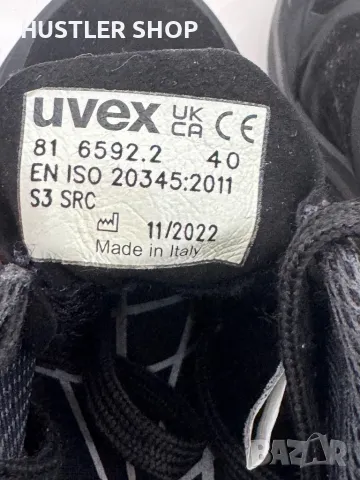 HUSTLER SHOP
uvex UK CA CE
81 6592.2 40
EN ISO 20345:2011
S3 SRC
11/2022
Made in Italy
BAZAR